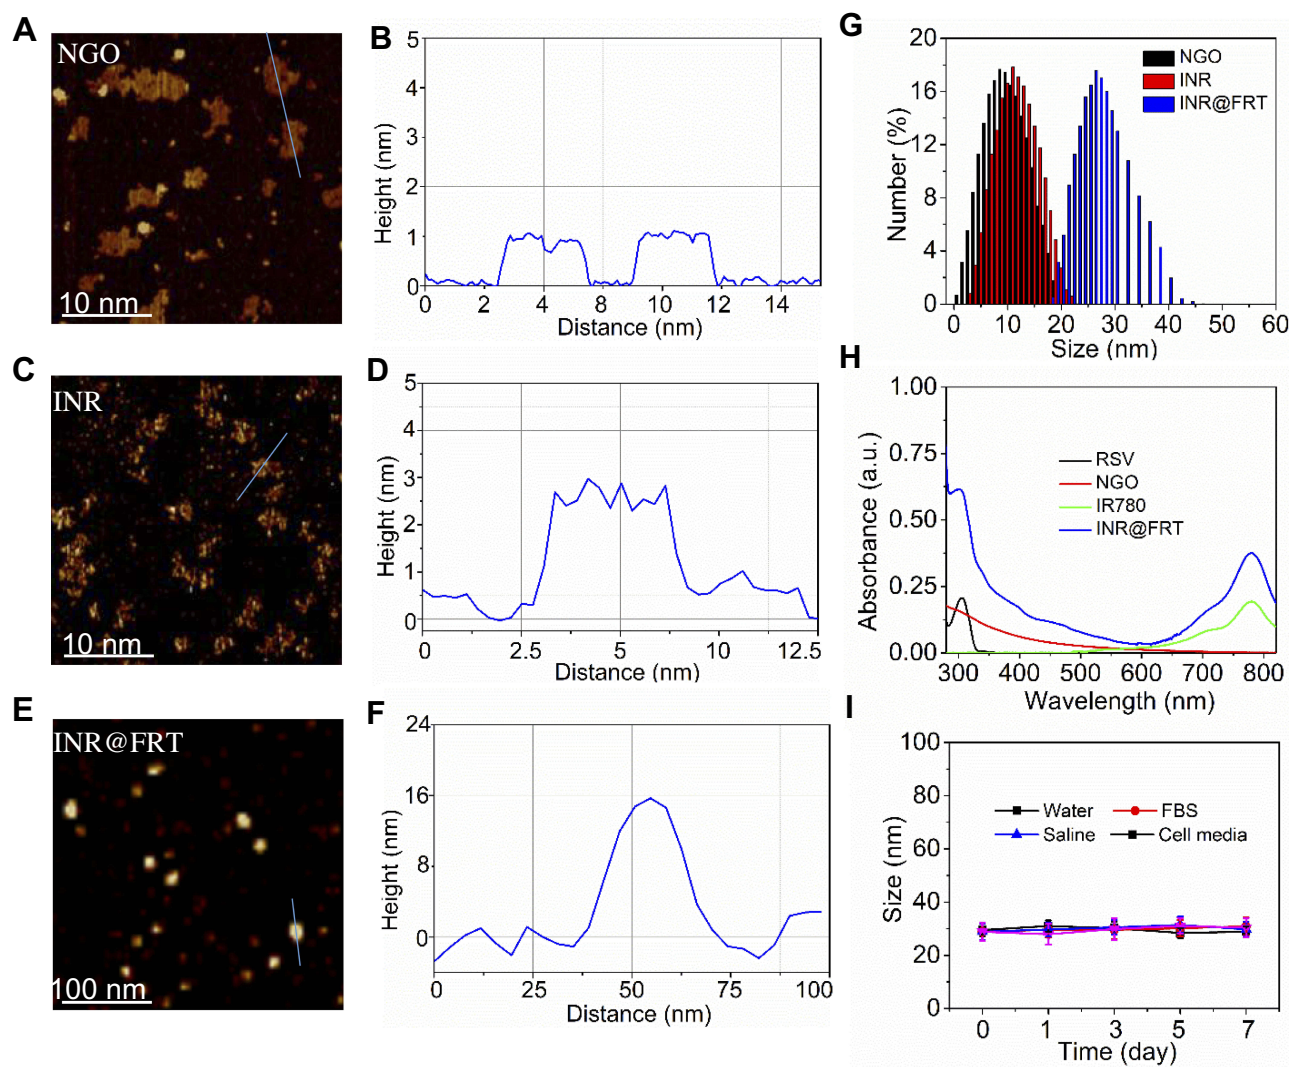 A
NGO
10 nm
B
5
4
3
2
1
0
Height (nm)
0 2 4 6 8 10 12 14
Distance (nm)
G
20
16
12
8
4
0
Number (%)
NGO
INR
INR@FRT
0 10 20 30 40 50 60
Size (nm)
C
INR
10 nm
D
5
4
3
2
1
0
Height (nm)
0 2.5 5 10 12.5
Distance (nm)
H
1.00
0.75
0.50
0.25
0.00
Absorbance (a.u.)
RSV
NGO
IR780
INR@FRT
300 400 500 600 700 800
Wavelength (nm)
E
INR@FRT
100 nm
F
24
16
8
0
Height (nm)
0 25 50 75 100
Distance (nm)
I
100
80
60
40
20
0
Size (nm)
Water FBS
Saline Cell media
0 1 3 5 7
Time (day)